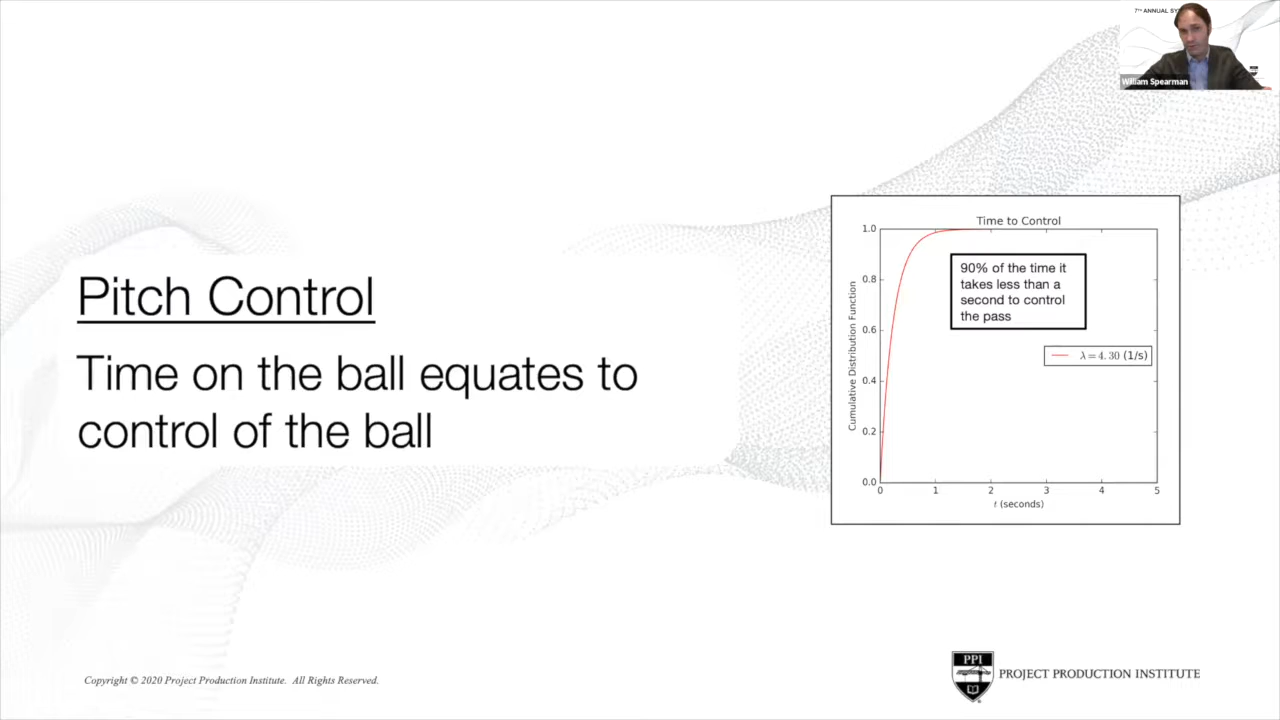 7TH ANNUAL
William Spearman
Pitch Control
Time on the ball equates to
control of the ball
Time to Control
1.0
0.8
0.6
0.4
0.2
0.0
Cumulative Distribution Function
90% of the time it
takes less than a
second to control
the pass
λ = 4.30 (1/s)
0 1 2 3 4 5
t (seconds)
Copyright © 2020 Project Production Institute. All Rights Reserved.
PPI
PROJECT PRODUCTION INSTITUTE